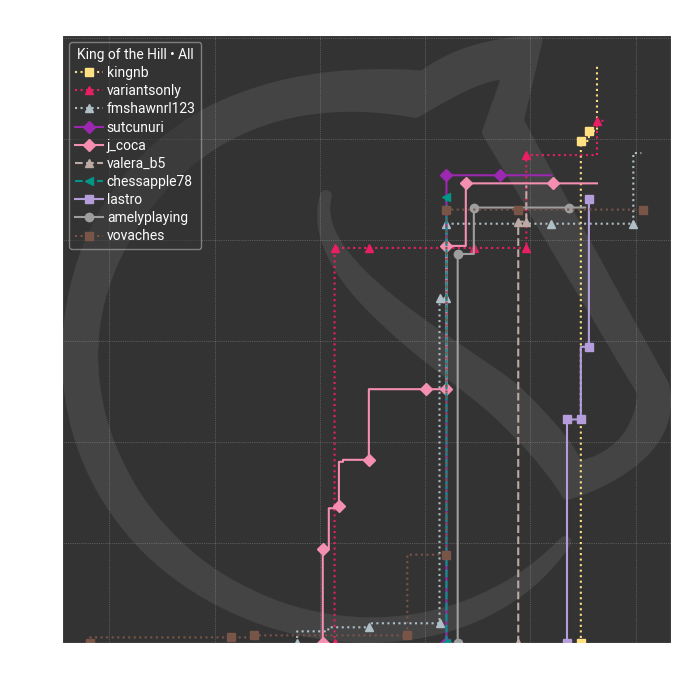 King of the Hill • All
kingnb
variantsonly
fmshawnrl123
sutcunuri
j_coca
valera_b5
chessapple78
lastro
amelyplaying
vovaches